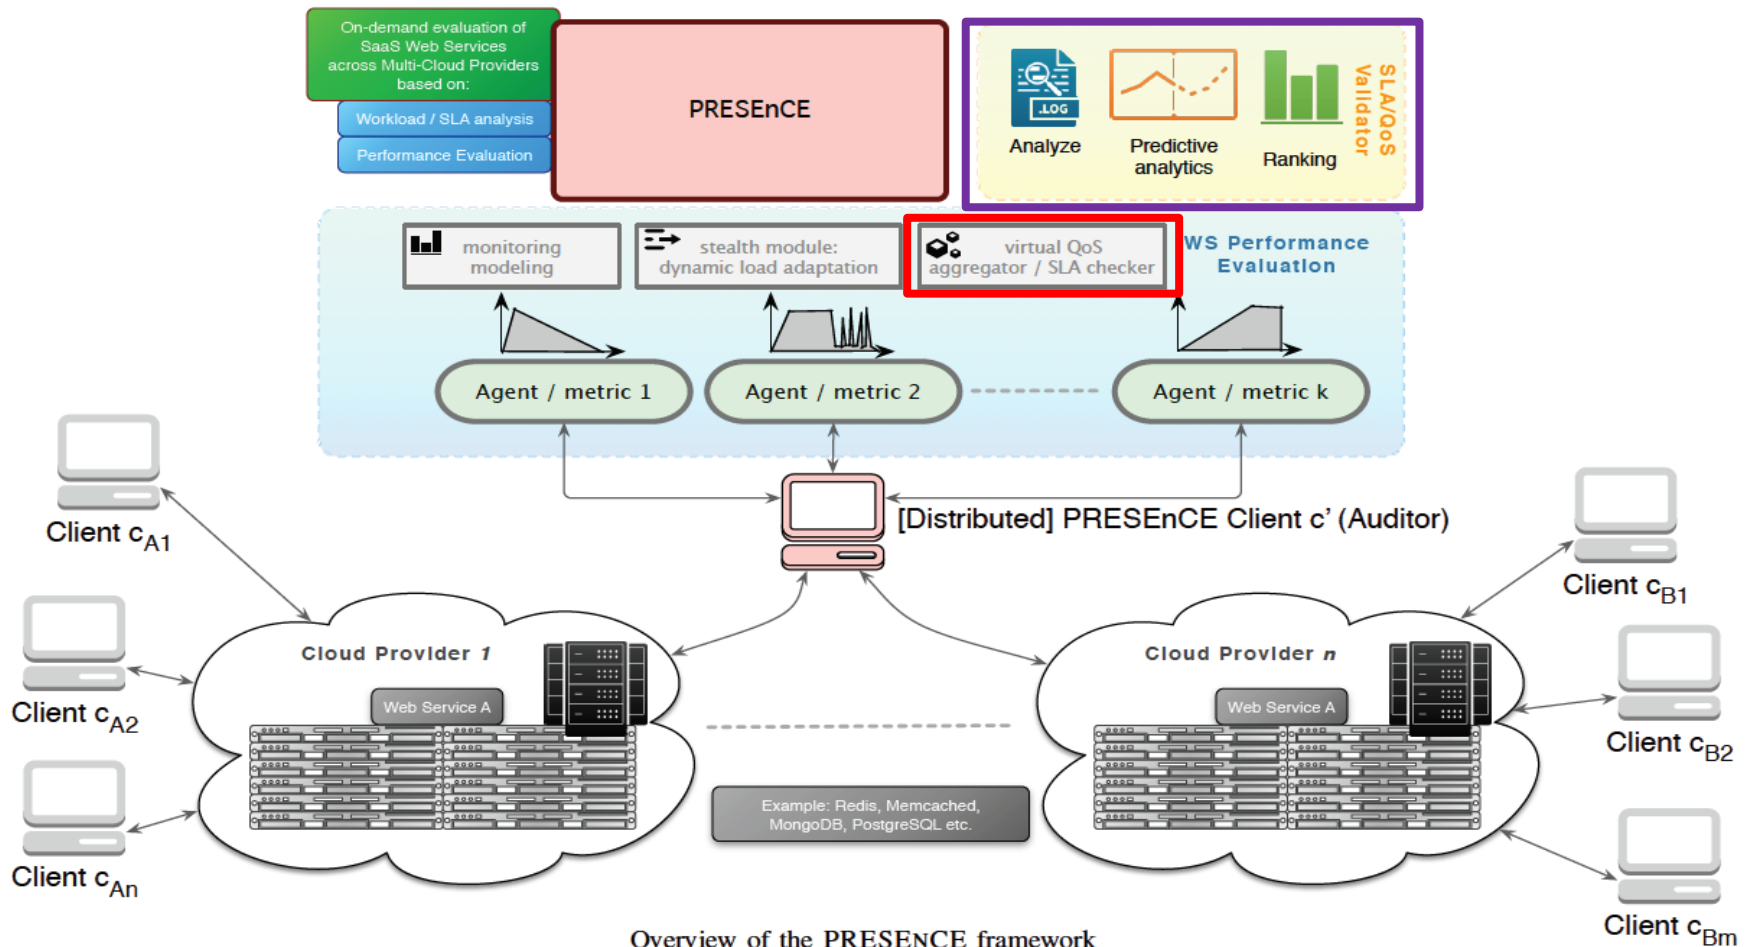 On-demand evaluation of
SaaS Web Services
across Multi-Cloud Providers
based on:
Workload / SLA analysis
Performance Evaluation
PRESEnCE
.LOG
Analyze
Predictive
analytics
Ranking
SLA/QoS
Validator
monitoring
modeling
stealth module:
dynamic load adaptation
virtual QoS
aggregator / SLA checker
WS Performance
Evaluation
Agent / metric 1
Agent / metric 2
Agent / metric k
[Distributed] PRESEnCE Client c' (Auditor)
Client cA1
Client cA2
Client cAn
Client cB1
Client cB2
Client cBm
Cloud Provider 1
Web Service A
Cloud Provider n
Web Service A
Example: Redis, Memcached,
MongoDB, PostgreSQL etc.
Overview of the PRESENCE framework